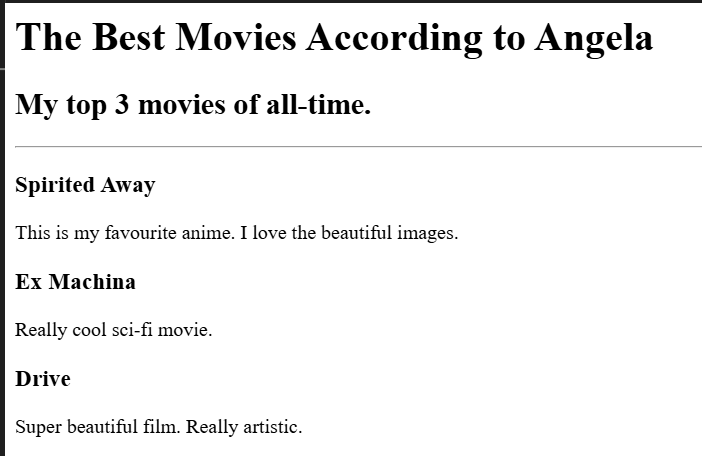 The Best Movies According to Angela
My top 3 movies of all-time.
Spirited Away
This is my favourite anime. I love the beautiful images.
Ex Machina
Really cool sci-fi movie.
Drive
Super beautiful film. Really artistic.